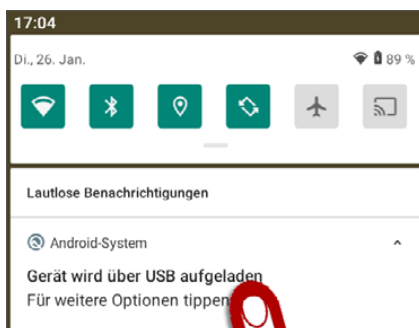 17:04
Di., 26. Jan. 89 %
Lautlose Benachrichtigungen
Android-System
Gerät wird über USB aufgeladen
Für weitere Optionen tippen